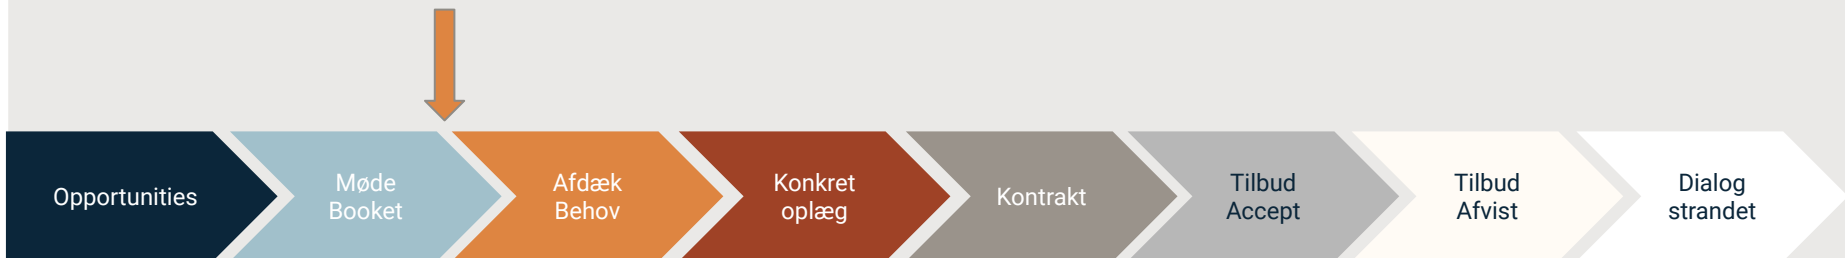 Opportunities
Møde
Booket
Afdæk
Behov
Konkret
oplæg
Kontrakt
Tilbud
Accept
Tilbud
Afvist
Dialog
strandet